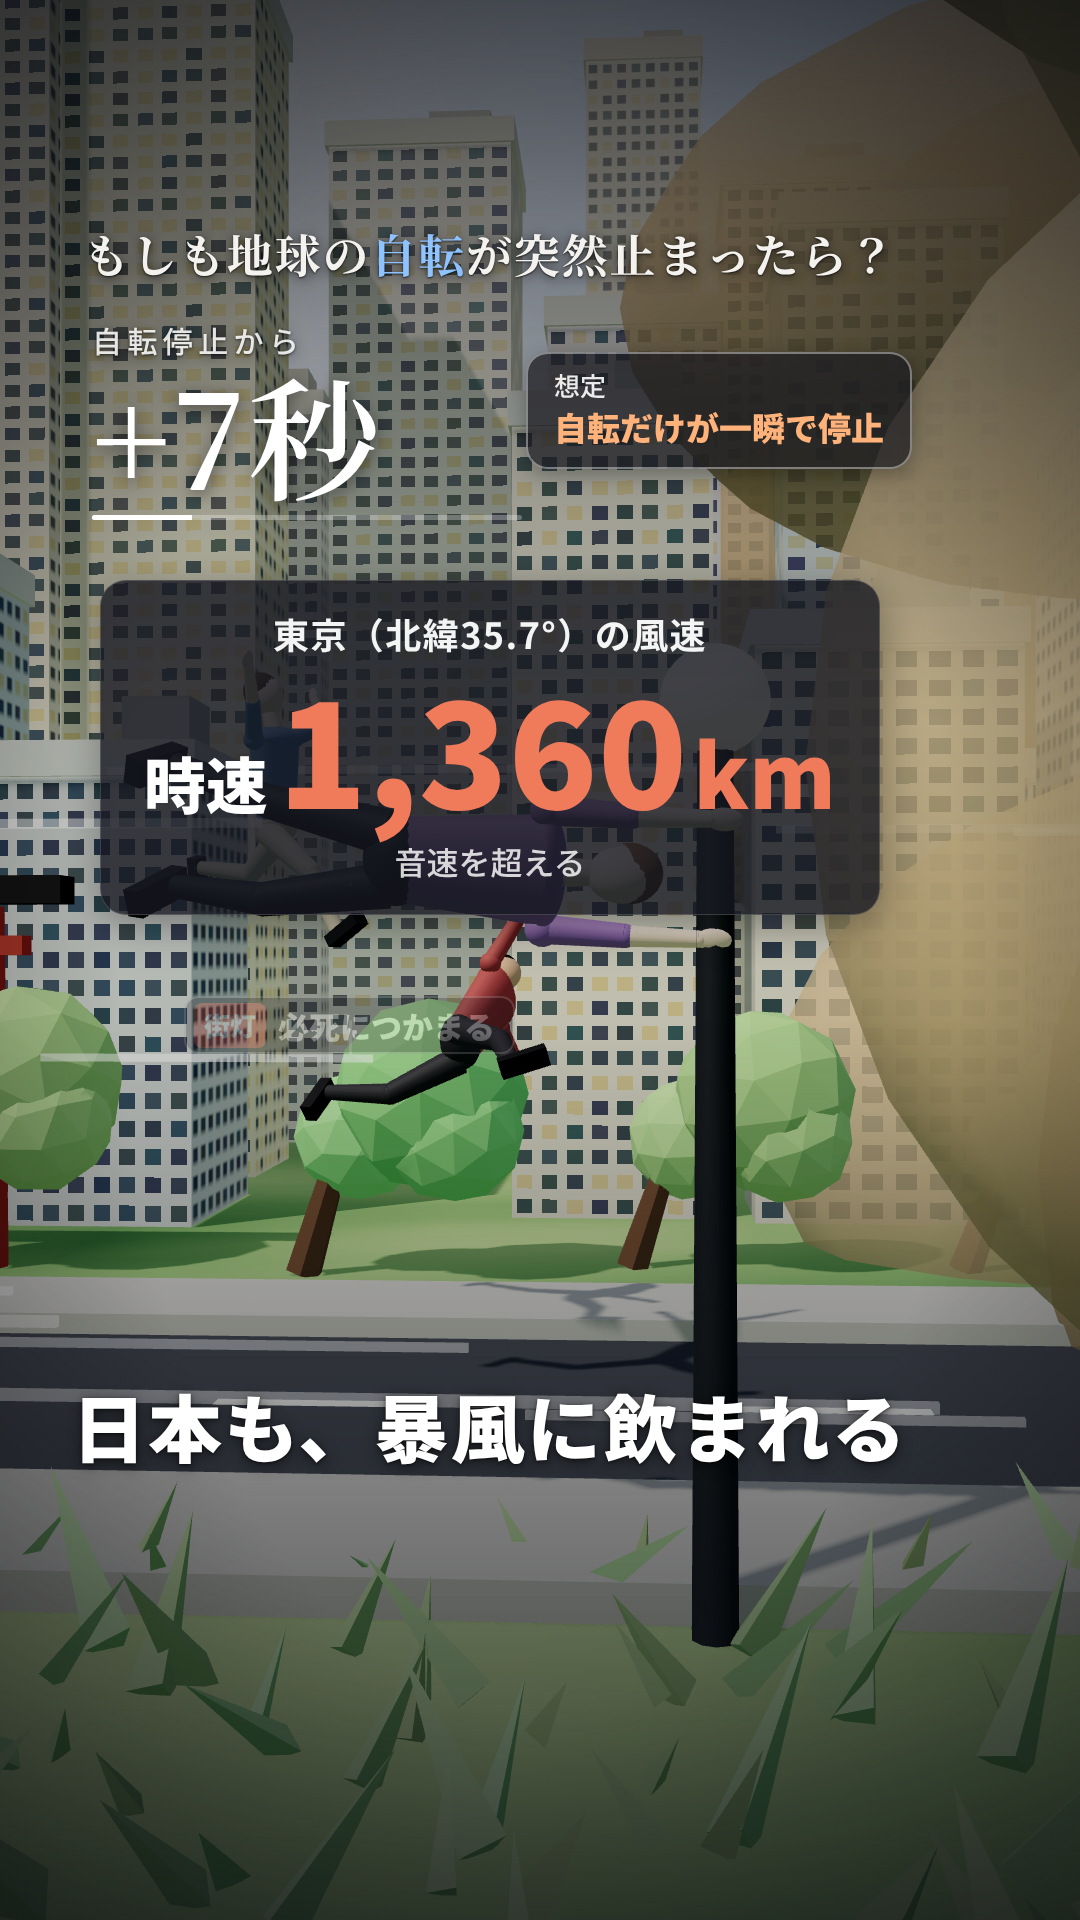 もしも地球の自転が突然止まったら？
自転停止から
+7秒
想定
自転だけが一瞬で停止
東京（北緯35.7°）の風速
時速1,360km
音速を超える
街灯 必死につかまる
日本も、暴風に飲まれる